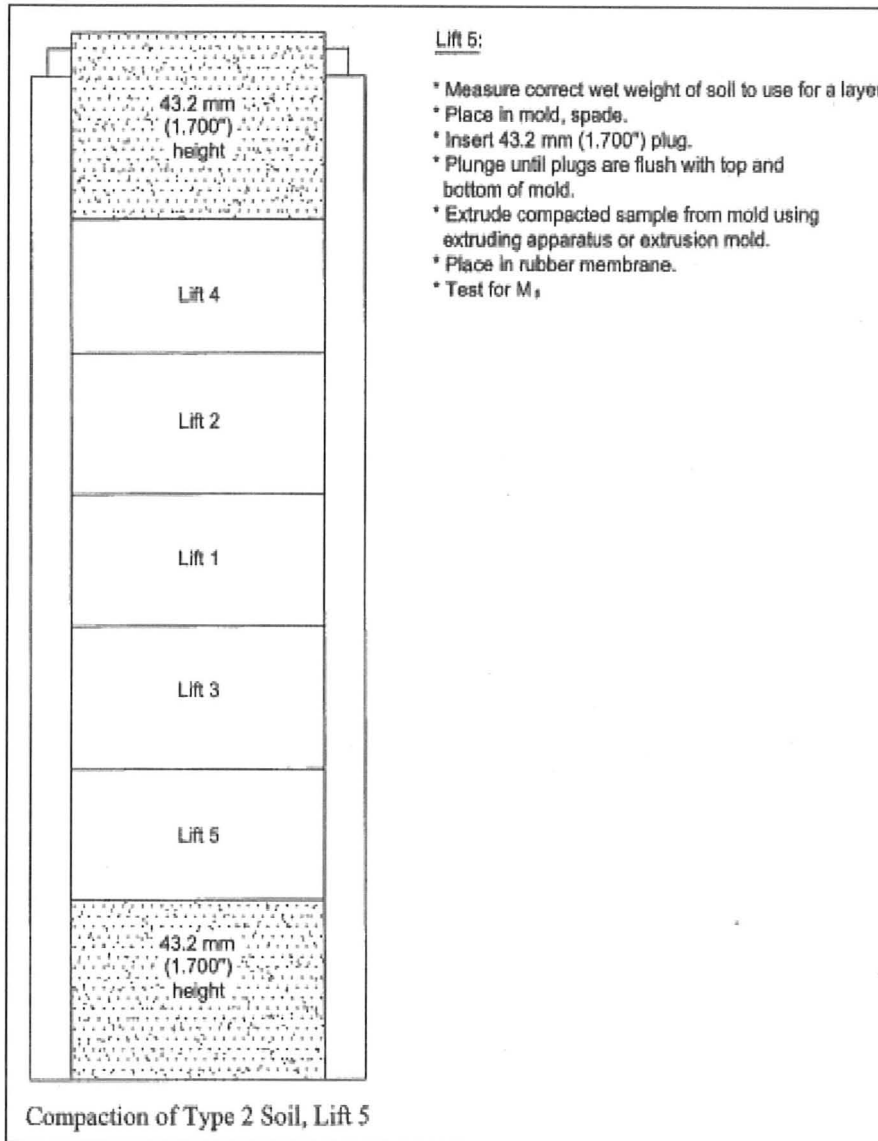 Lift 5:
* Measure correct wet weight of soil to use for a layer
* Place in mold, spade.
* Insert 43.2 mm (1.700") plug.
* Plunge until plugs are flush with top and
bottom of mold.
* Extrude compacted sample from mold using
extruding apparatus or extrusion mold.
* Place in rubber membrane.
* Test for M
43.2 mm
(1.700")
height
Lift 4
Lift 2
Lift 1
Lift 3
Lift 5
43.2 mm
(1.700")
height
Compaction of Type 2 Soil, Lift 5